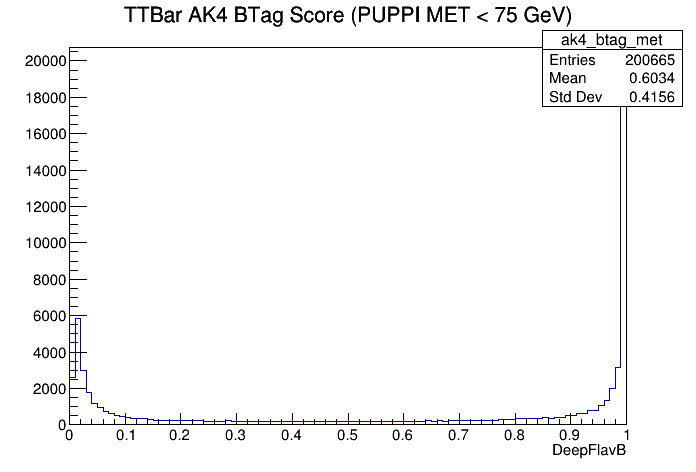 TTBar AK4 BTag Score (PUPPI MET < 75 GeV)
ak4_btag_met
Entries 200665
Mean 0.6034
Std Dev 0.4156
20000
18000
16000
14000
12000
10000
8000
6000
4000
2000
0
0 0.1 0.2 0.3 0.4 0.5 0.6 0.7 0.8 0.9 1
DeepFlavB